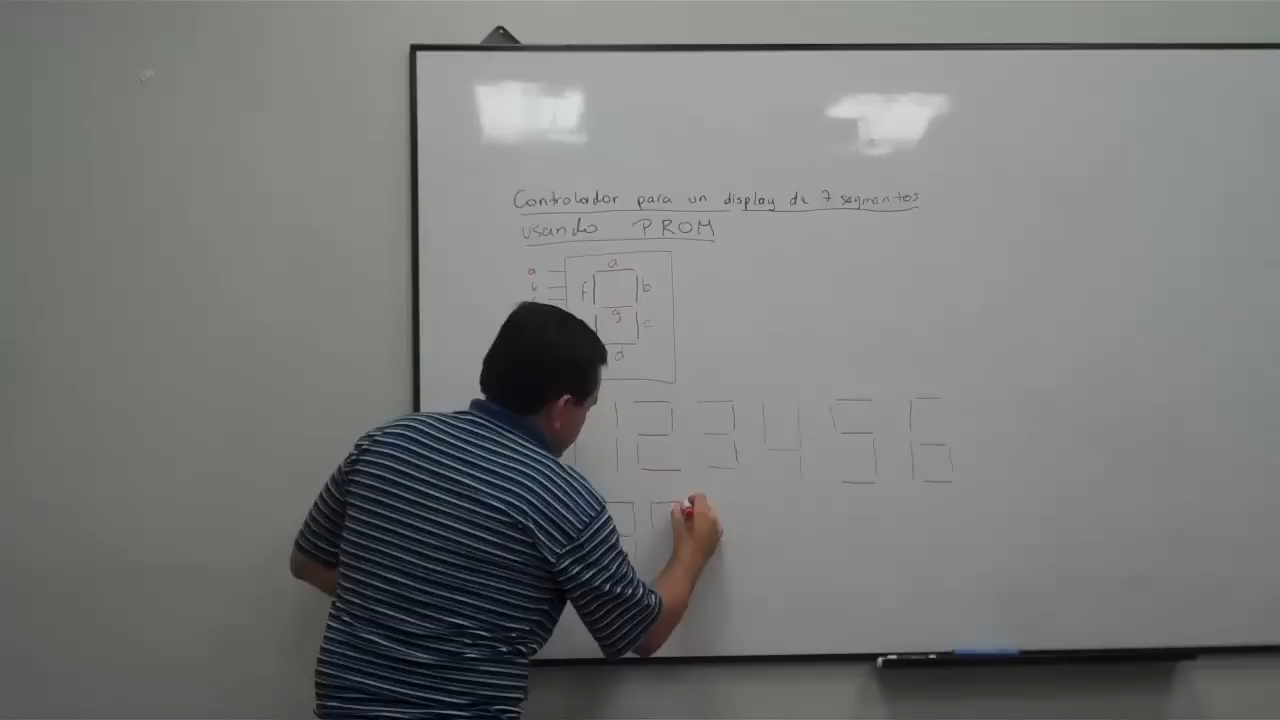 Controlador para un display de 7 segmentos
usando PROM
a
a
b
f
b
g
c
d
1 2 3 4 5 6